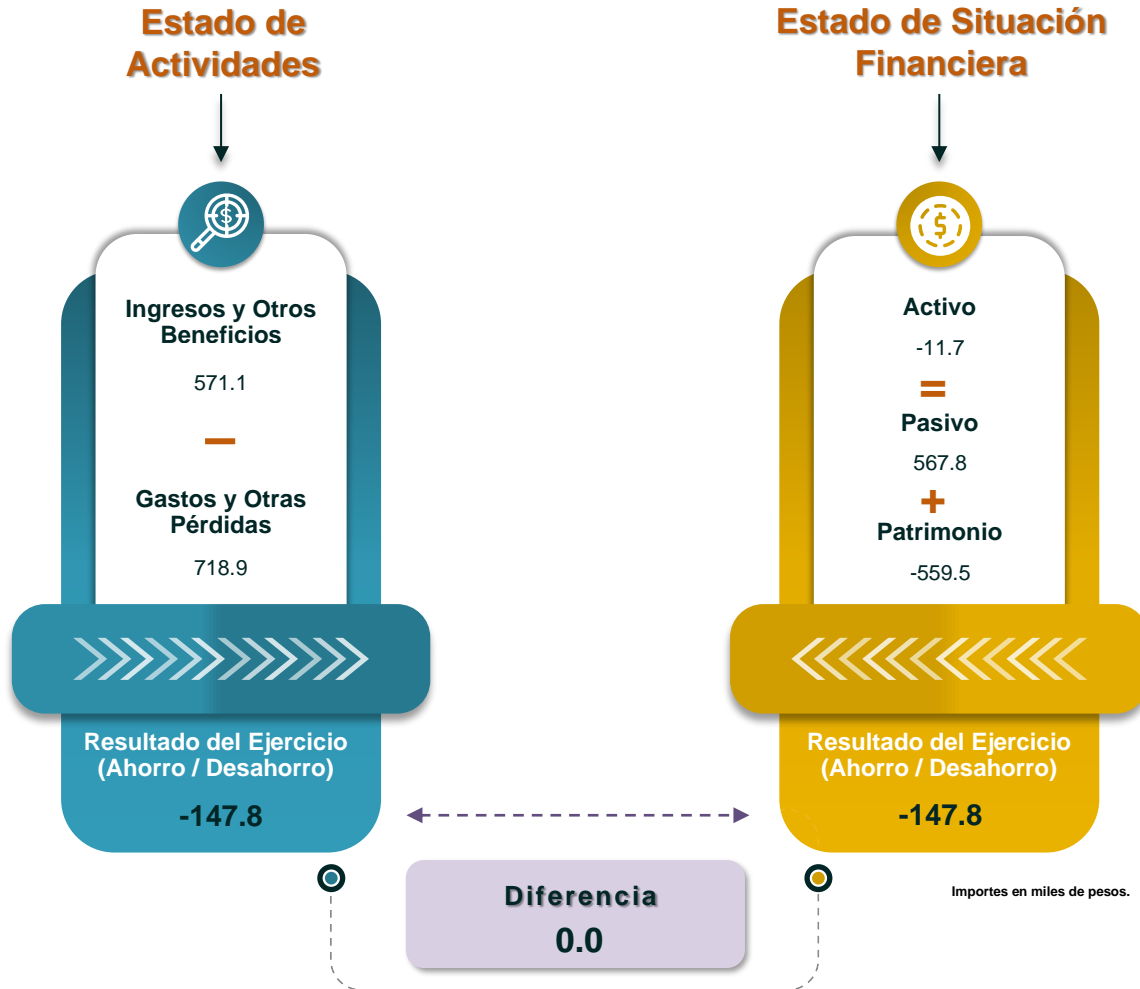 Estado de
Actividades
$
Ingresos y Otros
Beneficios
571.1
–
Gastos y Otras
Pérdidas
718.9
Resultado del Ejercicio
(Ahorro / Desahorro)
-147.8
Estado de Situación
Financiera
$
Activo
-11.7
=
Pasivo
567.8
+
Patrimonio
-559.5
Resultado del Ejercicio
(Ahorro / Desahorro)
-147.8
Diferencia
0.0
Importes en miles de pesos.